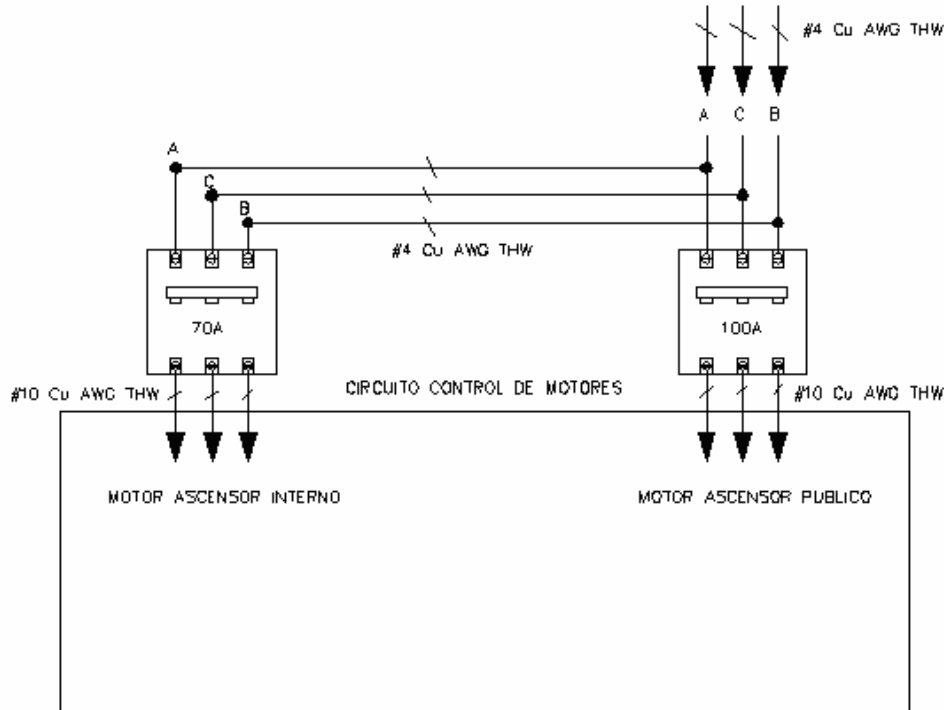 #4 Cu AWG THW
A C B
A
C
B
#4 Cu AWG THW
70A
100A
#10 Cu AWG THW
CIRCUITO CONTROL DE MOTORES
#10 Cu AWG THW
MOTOR ASCENSOR INTERNO
MOTOR ASCENSOR PUBLICO